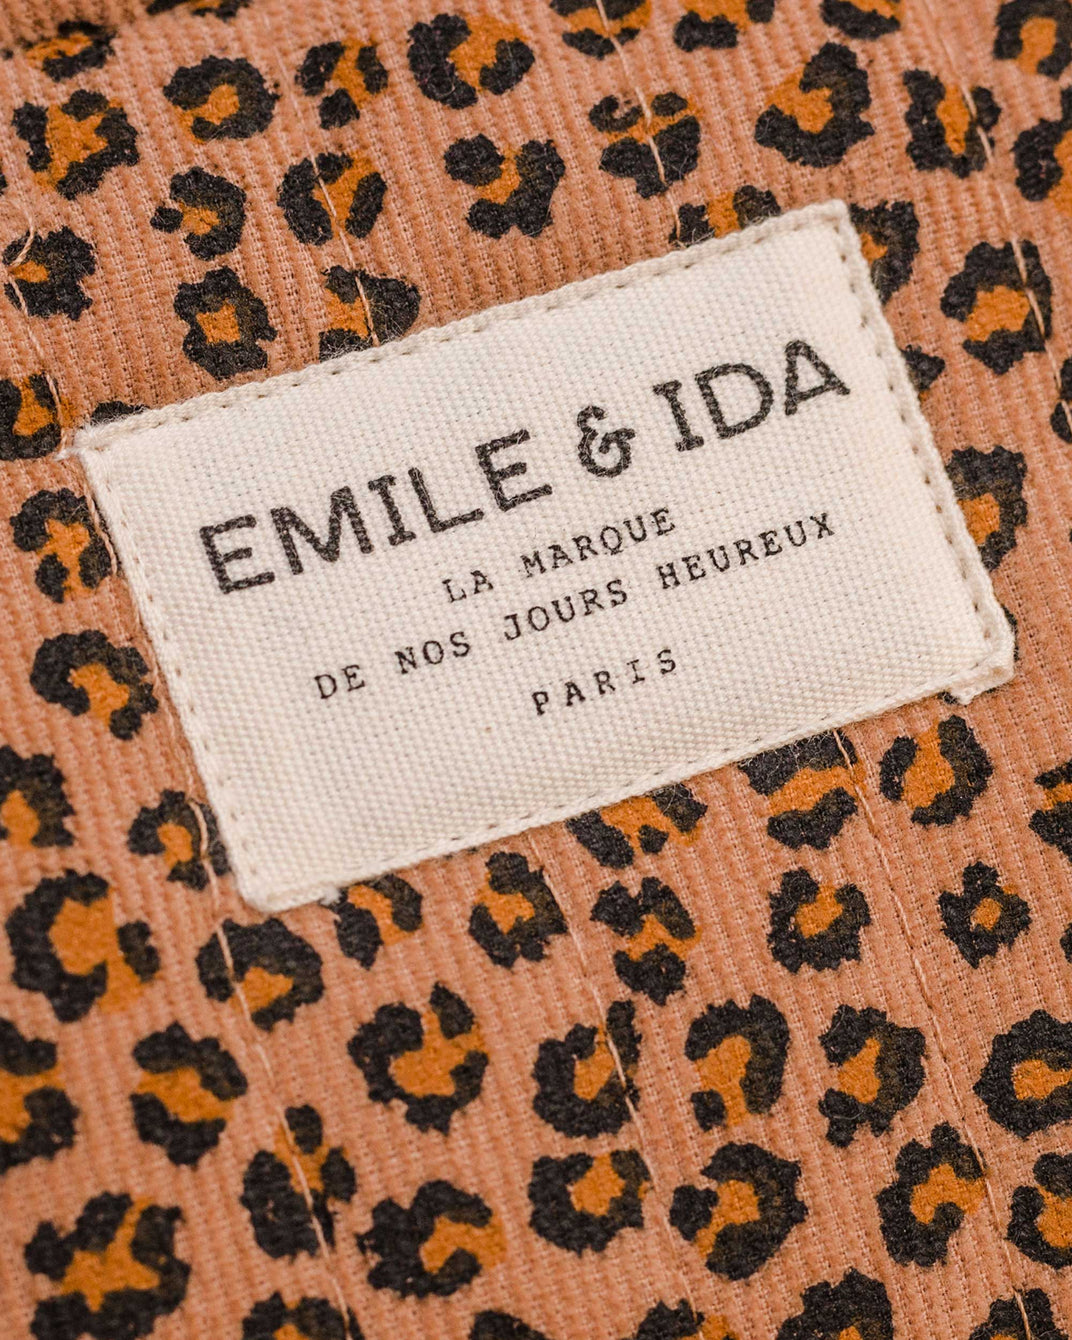 EMILE & IDA
LA MARQUE
DE NOS JOURS HEUREUX
PARIS